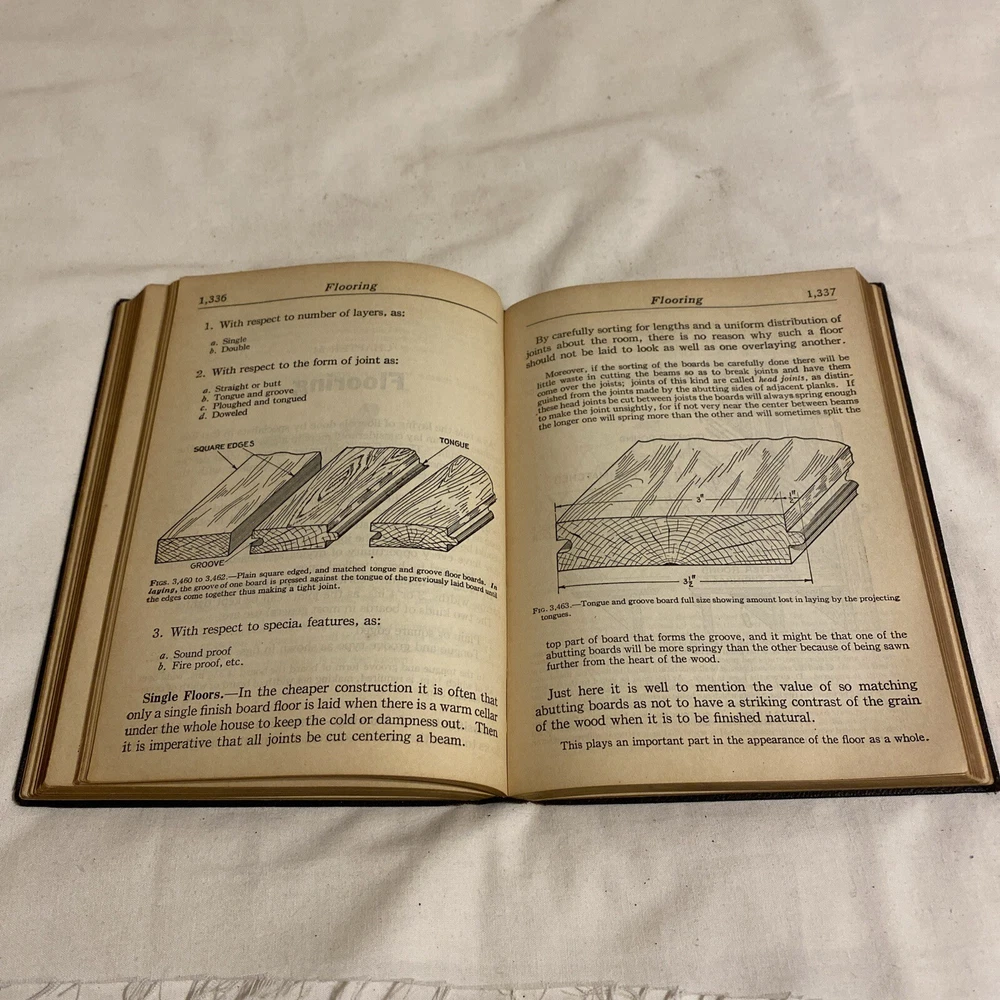 1,336
Flooring
1. With respect to number of layers, as:
a. Single
b. Double
2. With respect to the form of joint as:
a. Straight or butt
b. Tongue and groove
c. Ploughed and tongued
d. Doweled
SQUARE EDGES
TONGUE
GROOVE
FIGS. 3,460 to 3,462.—Plain square edged, and matched tongue and groove floor boards. In
laying, the groove of one board is pressed against the tongue of the previously laid board until
the edges come together thus making a tight joint.
3. With respect to special features, as:
a. Sound proof
b. Fire proof, etc.
Single Floors.—In the cheaper construction it is often that
only a single finish board floor is laid when there is a warm cellar
under the whole house to keep the cold or dampness out. Then
it is imperative that all joints be cut centering a beam.
Flooring
1,337
By carefully sorting for lengths and a uniform distribution of
joints about the room, there is no reason why such a floor
should not be laid to look as well as one overlaying another.
Moreover, if the sorting of the boards be carefully done there will be
little waste in cutting the beams so as to break joints and have them
come over the joists; joints of this kind are called head joints, as distin-
guished from the joints made by the abutting sides of adjacent planks. If
these head joints be cut between joists the boards will always spring enough
to make the joint unsightly, for if not very near the center between beams
the longer one will spring more than the other and will sometimes split the
3"
½"
3½"
FIG. 3,463.—Tongue and groove board full size showing amount lost in laying by the projecting
tongues.
top part of board that forms the groove, and it might be that one of the
abutting boards will be more springy than the other because of being sawn
further from the heart of the wood.
Just here it is well to mention the value of so matching
abutting boards as not to have a striking contrast of the grain
of the wood when it is to be finished natural.
This plays an important part in the appearance of the floor as a whole.